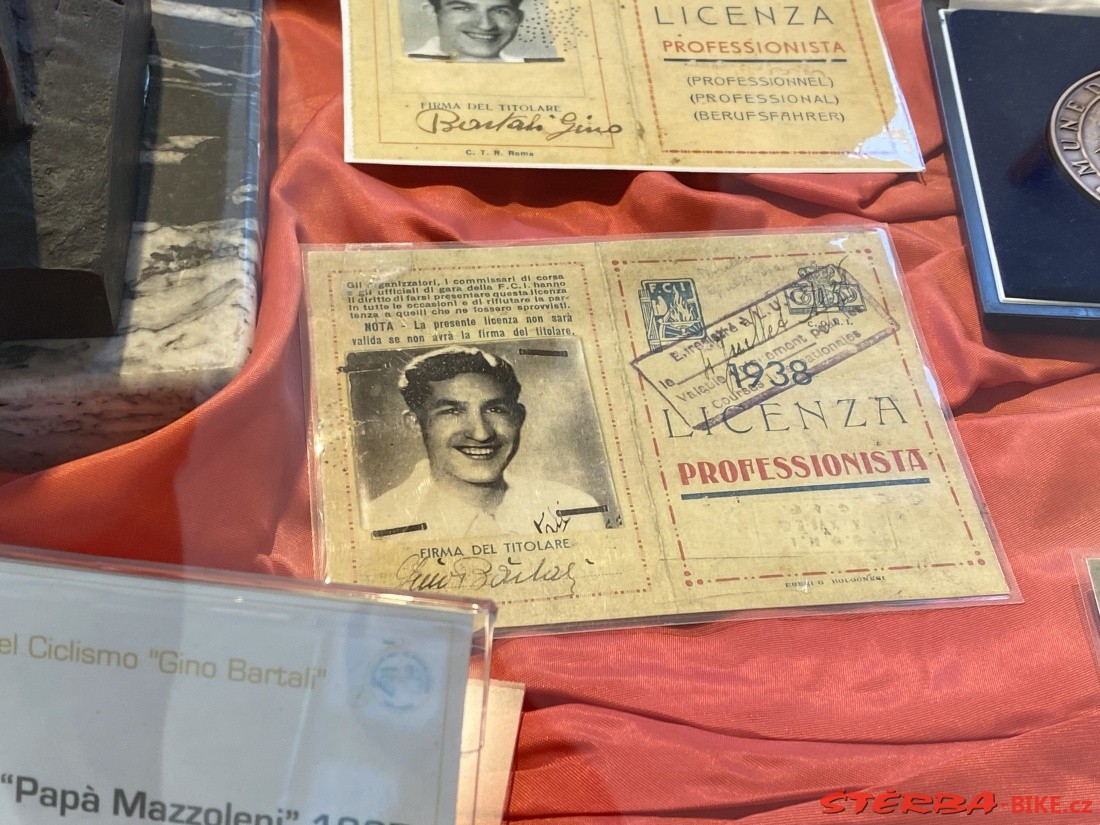 LICENZA
PROFESSIONISTA
(PROFESSIONNEL)
(PROFESSIONAL)
(BERUFSFAHRER)
FIRMA DEL TITOLARE
Bartali Gino
C. T. R. Roma
MUNE D
Gli organizzatori, i commissari di corsa
e gli ufficiali di gara della F.C.I. hanno
il diritto di farsi presentare questa licenza
in tutte le occasioni e di rifiutare la par-
tenza a quelli che ne fossero sprovvisti.
NOTA - La presente licenza non sarà
valida se non avrà la firma del titolare.
FIRMA DEL TITOLARE
Gino Bartali
F.C.I.
le
Courses
1938
LICENZA
PROFESSIONISTA
el Ciclismo "Gino Bartali"
"Papà Mazzoleni"
ŠTĚRBA-BIKE.cz